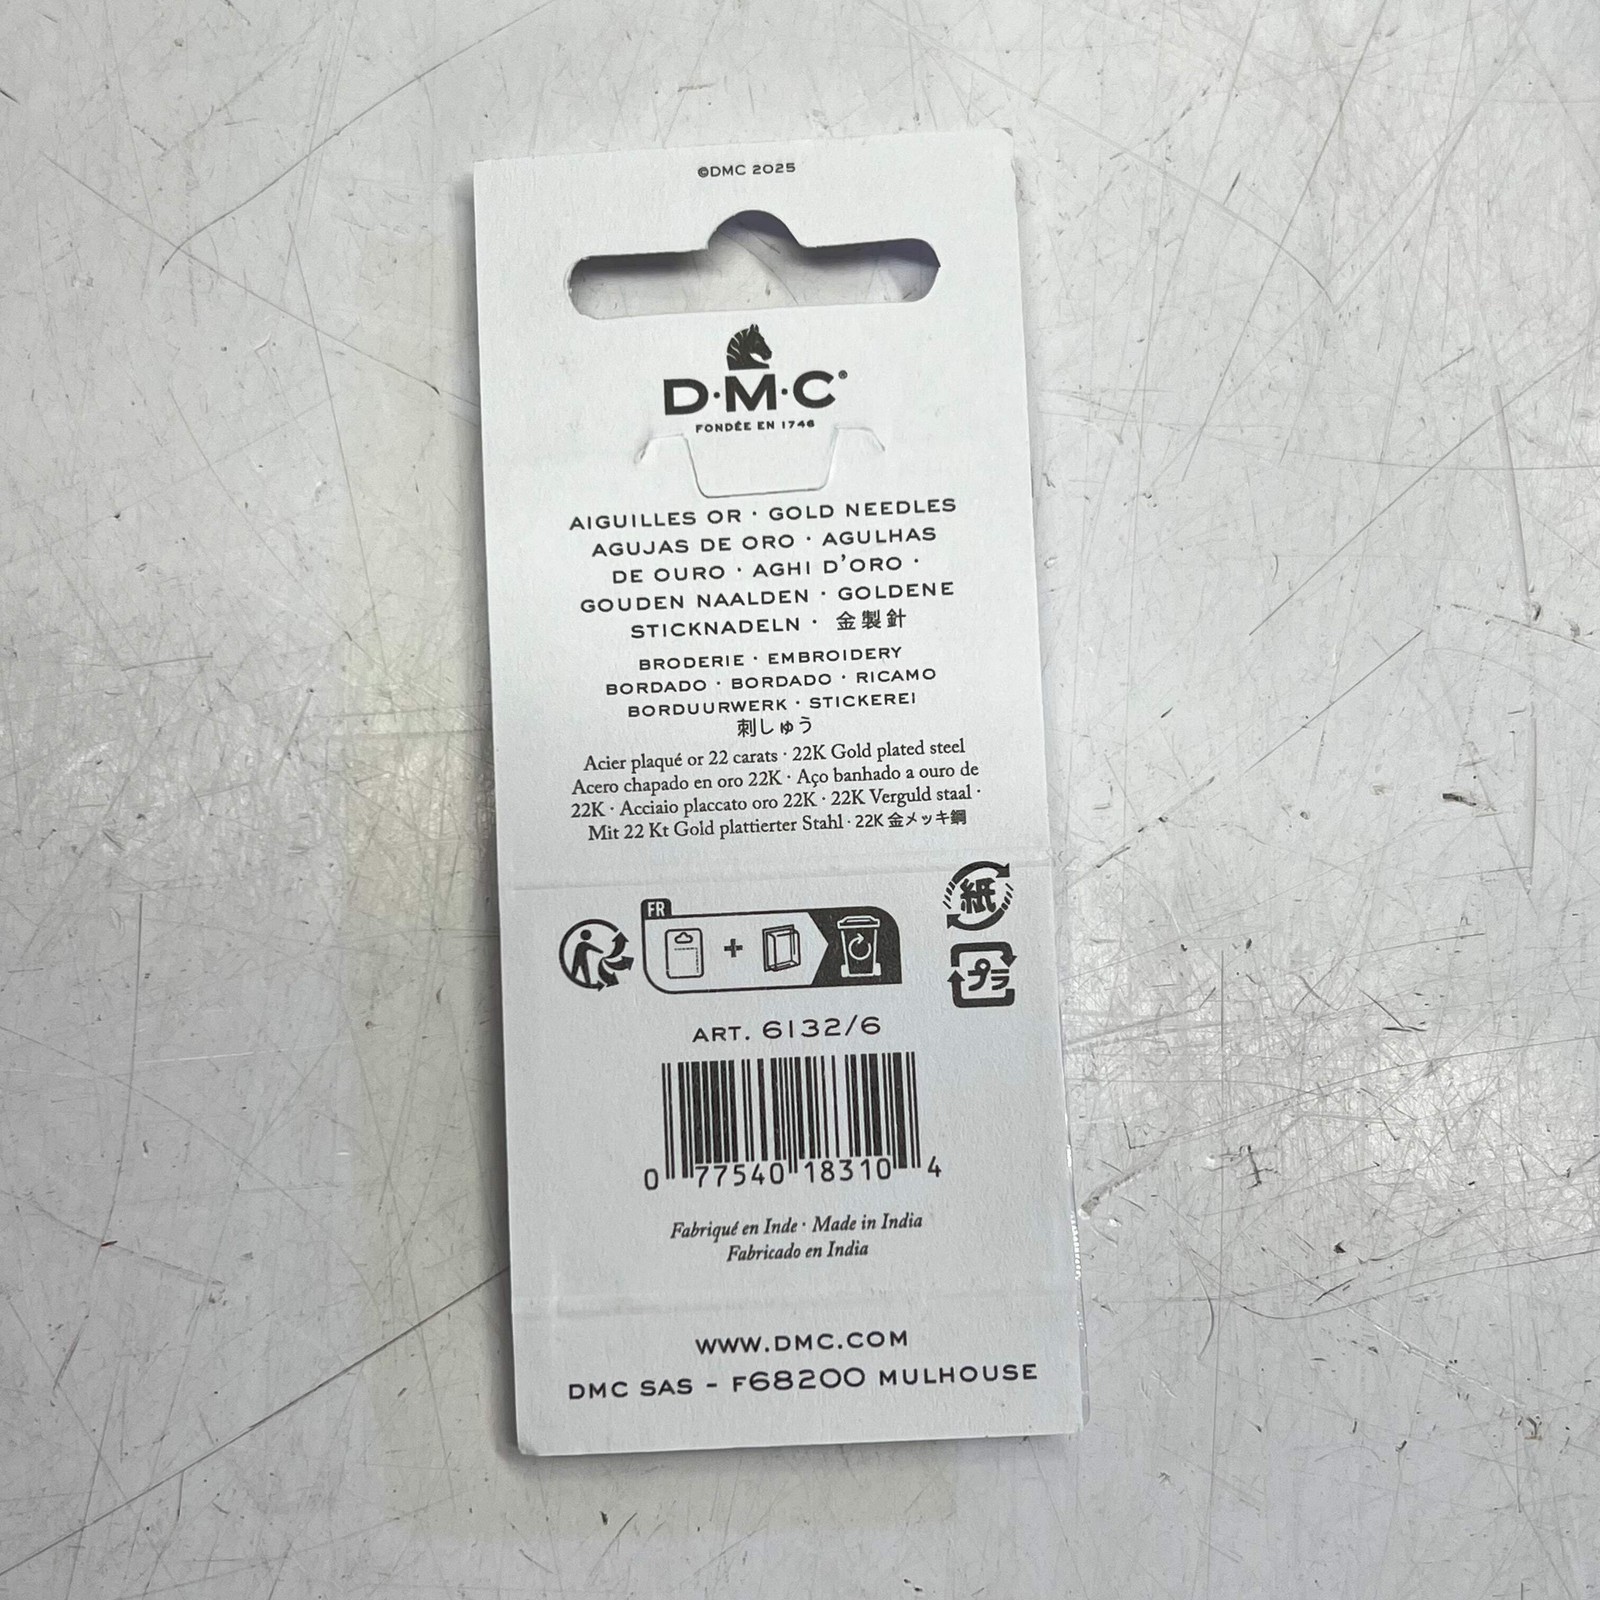 ©DMC 2025
D·M·C®
FONDÉE EN 1746
AIGUILLES OR · GOLD NEEDLES
AGUJAS DE ORO · AGULHAS
DE OURO · AGHI D'ORO ·
GOUDEN NAALDEN · GOLDENE
STICKNADELN · 金製針
BRODERIE · EMBROIDERY
BORDADO · BORDADO · RICAMO
BORDUURWERK · STICKEREI
刺しゅう
Acier plaqué or 22 carats · 22K Gold plated steel
Acero chapado en oro 22K · Aço banhado a ouro de
22K · Acciaio placcato oro 22K · 22K Verguld staal ·
Mit 22 Kt Gold plattierter Stahl · 22K 金メッキ鋼
紙
FR
+
プラ
ART. 6132/6
0 77540 18310 4
Fabriqué en Inde · Made in India
Fabricado en India
WWW.DMC.COM
DMC SAS - F68200 MULHOUSE